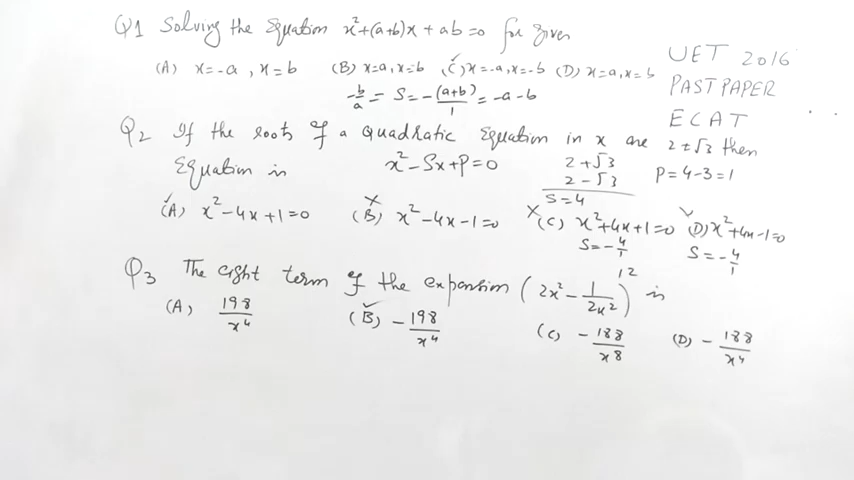 Q1 Solving the Equation x²+(a+b)x + ab=0 for given
(A) x=-a, x=b (B) x=a, x=b ✓(C) x=-a, x=-b (D) x=a, x=b
-b/a = S = -(a+b)/1 = -a-b
UET 2016
PAST PAPER
ECAT
Q2 If the roots of a Quadratic Equation in x are 2±√3 then
Equation is x²-Sx+P=0 2+√3
2-√3 P=4-3=1
S=4
✓(A) x²-4x+1=0 ×(B) x²-4x-1=0 ×(C) x²+4x+1=0 (D) x²+4x-1=0
S=-4/1 S=-4/1
Q3 The eight term of the expansion (2x² - 1/2x²)¹² is
(A) 198/x⁴ ✓(B) -198/x⁴ (C) -188/x8 (D) -188/x⁴